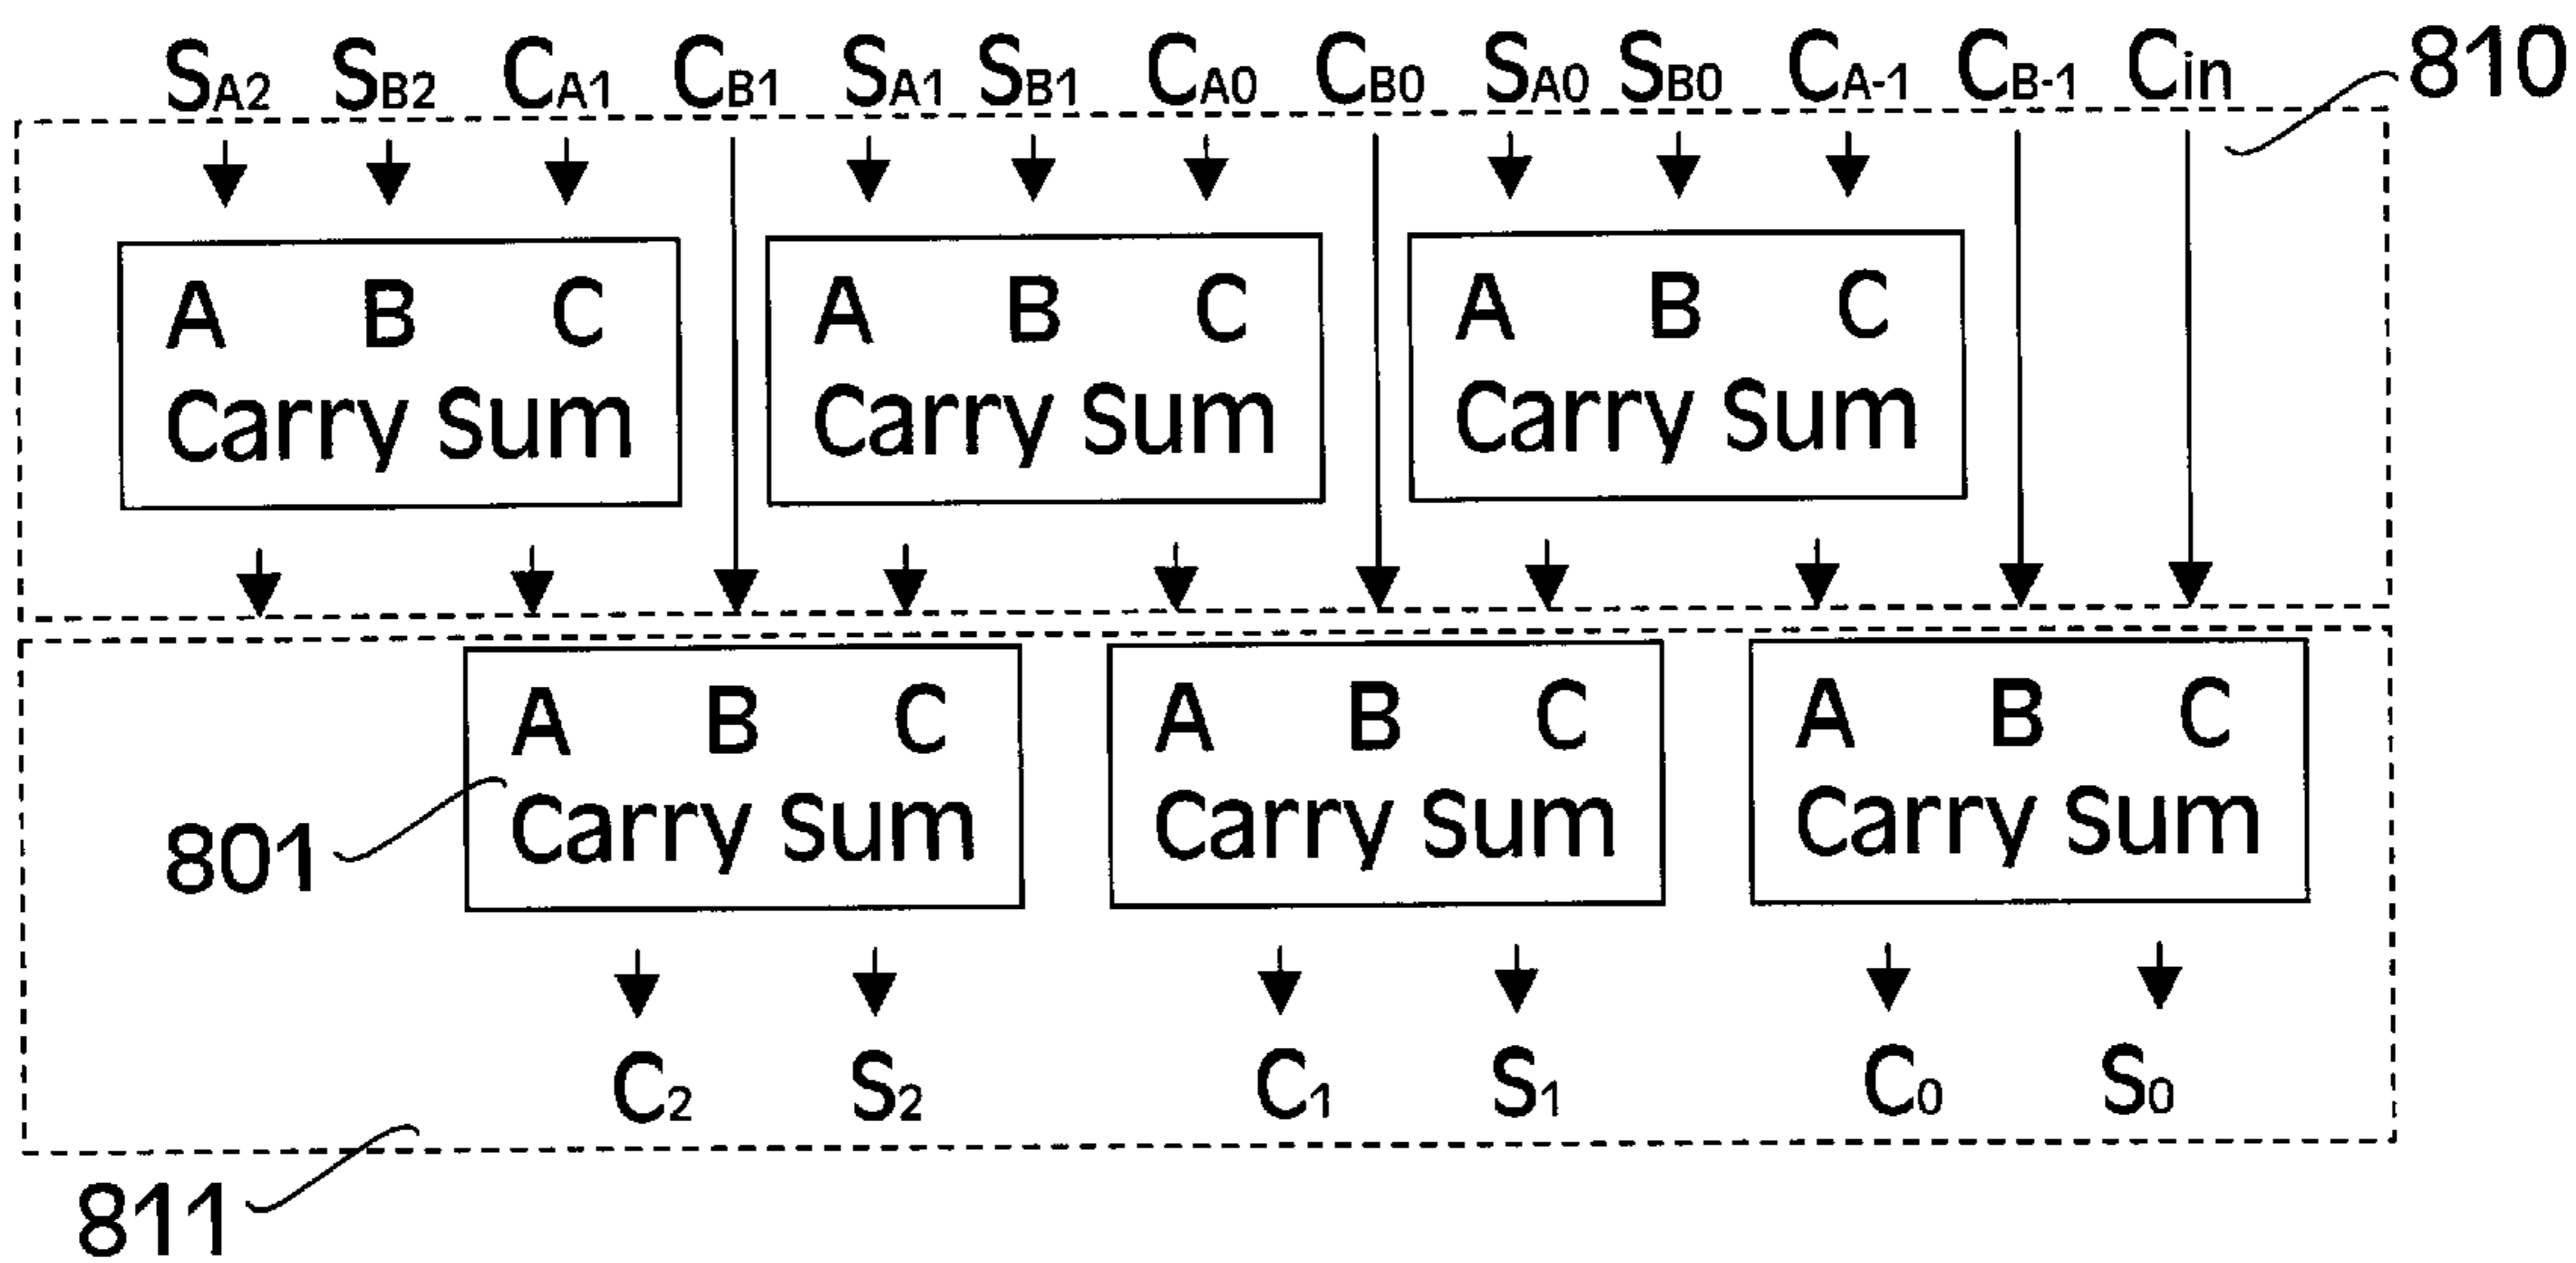 SA2 SB2 CA1 CB1 SA1 SB1 CA0 CB0 SA0 SB0 CA-1 CB-1 Cin 810
A B C A B C A B C
Carry Sum Carry Sum Carry Sum
A B C A B C A B C
801 Carry Sum Carry Sum Carry Sum
C2 S2 C1 S1 C0 S0
811